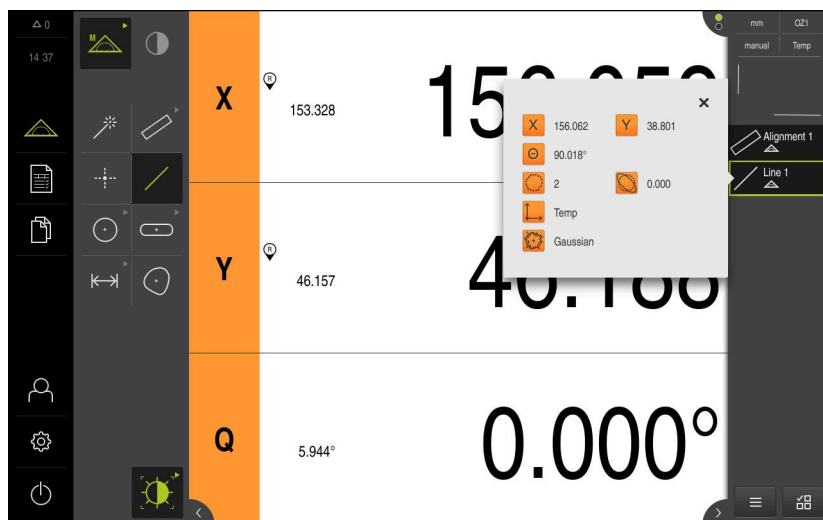 0
14 37
M
X
R
153.328
Y
R
46.157
Q
5.944°
0.000°
X 156.062 Y 38.801
Θ 90.018°
2 0.000
Temp
Gaussian
mm OZ1
manual Temp
Alignment 1
Line 1